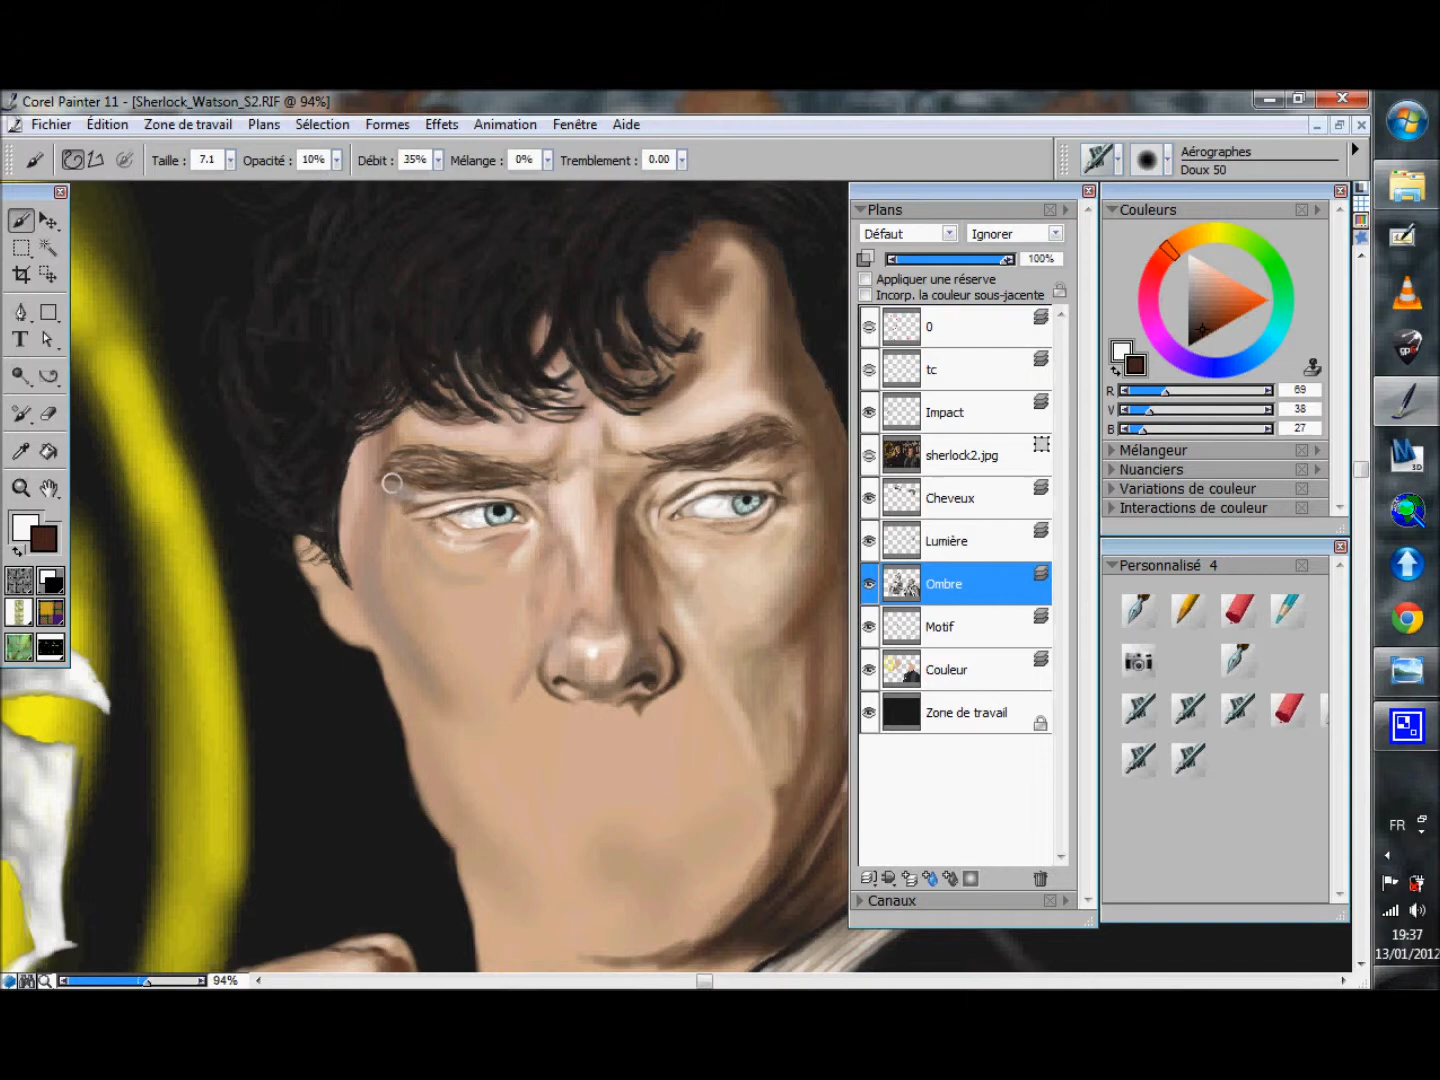 Corel Painter 11 - [Sherlock_Watson_S2.RIF @ 94%]
Fichier Édition Zone de travail Plans Sélection Formes Effets Animation Fenêtre Aide
Taille : 7.1 Opacité : 10% Débit : 35% Mélange : 0% Tremblement : 0.00
Aérographes
Doux 50
Plans
Défaut Ignorer
100%
Appliquer une réserve
Incorp. la couleur sous-jacente
0
tc
Impact
sherlock2.jpg
Cheveux
Lumière
Ombre
Motif
Couleur
Zone de travail
Canaux
Couleurs
R 69
V 38
B 27
Mélangeur
Nuanciers
Variations de couleur
Interactions de couleur
Personnalisé 4
T
94%
3D
FR
19:37
13/01/2012